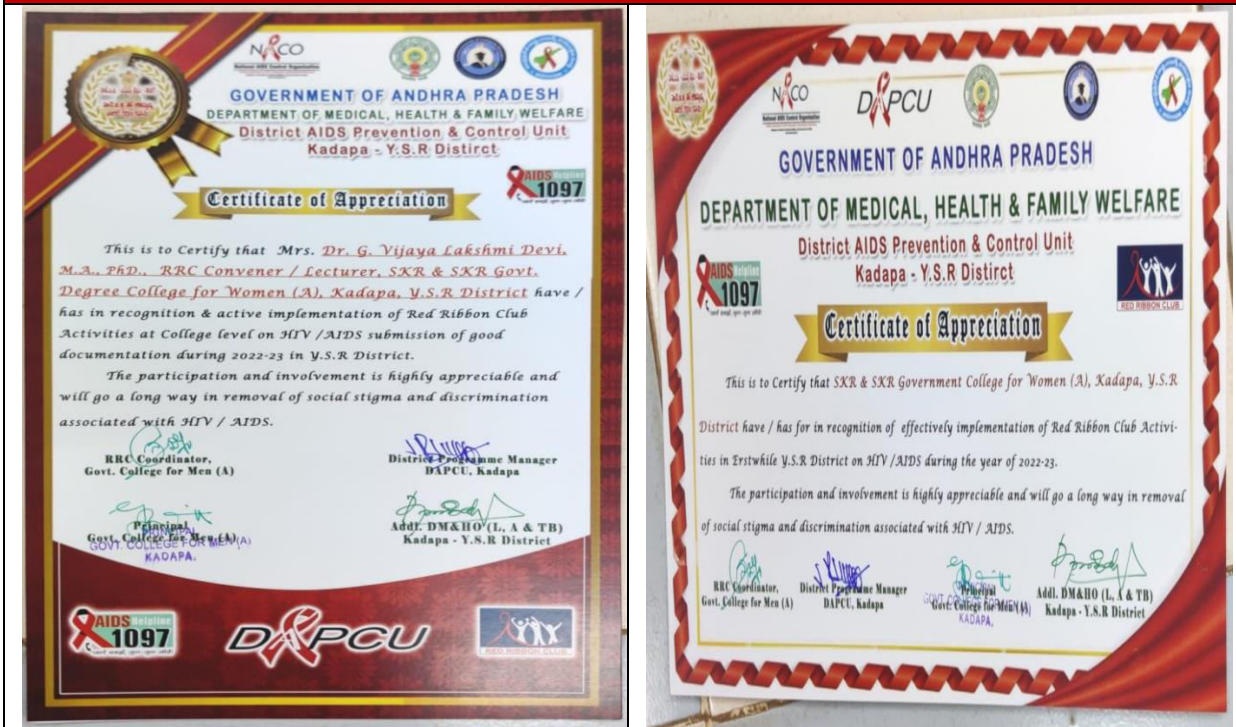 NACO
National AIDS Control Organisation
GOVERNMENT OF ANDHRA PRADESH
DEPARTMENT OF MEDICAL, HEALTH & FAMILY WELFARE
District AIDS Prevention & Control Unit
Kadapa - Y.S.R Distirct
AIDS Helpline
1097
Certificate of Appreciation
This is to Certify that Mrs. Dr. G. Vijaya Lakshmi Devi,
M.A., PhD., RRC Convener / Lecturer, SKR & SKR Govt.
Degree College for Women (A), Kadapa, Y.S.R District have /
has in recognition & active implementation of Red Ribbon Club
Activities at College level on HIV /AIDS submission of good
documentation during 2022-23 in Y.S.R District.
The participation and involvement is highly appreciable and
will go a long way in removal of social stigma and discrimination
associated with HIV / AIDS.
RRC Coordinator,
Govt. College for Men (A)
District Programme Manager
DAPCU, Kadapa
Principal
Govt. College for Men (A)
PRINCIPAL
GOVT. COLLEGE FOR MEN (A)
KADAPA.
Addl. DM&HO (L, A & TB)
Kadapa - Y.S.R District
AIDS Helpline
1097
DAPCU
RED RIBBON CLUB
NACO
National AIDS Control Organisation
DAPCU
GOVERNMENT OF ANDHRA PRADESH
DEPARTMENT OF MEDICAL, HEALTH & FAMILY WELFARE
District AIDS Prevention & Control Unit
Kadapa - Y.S.R Distirct
AIDS Helpline
1097
RED RIBBON CLUB
Certificate of Appreciation
This is to Certify that SKR & SKR Government College for Women (A), Kadapa, Y.S.R
District have / has for in recognition of effectively implementation of Red Ribbon Club Activi-
ties in Erstwhile Y.S.R District on HIV /AIDS during the year of 2022-23.
The participation and involvement is highly appreciable and will go a long way in removal
of social stigma and discrimination associated with HIV / AIDS.
RRC Coordinator,
Govt. College for Men (A)
District Programme Manager
DAPCU, Kadapa
Principal
Govt. College for Men (A)
PRINCIPAL
GOVT. COLLEGE FOR MEN (A)
KADAPA.
Addl. DM&HO (L, A & TB)
Kadapa - Y.S.R District